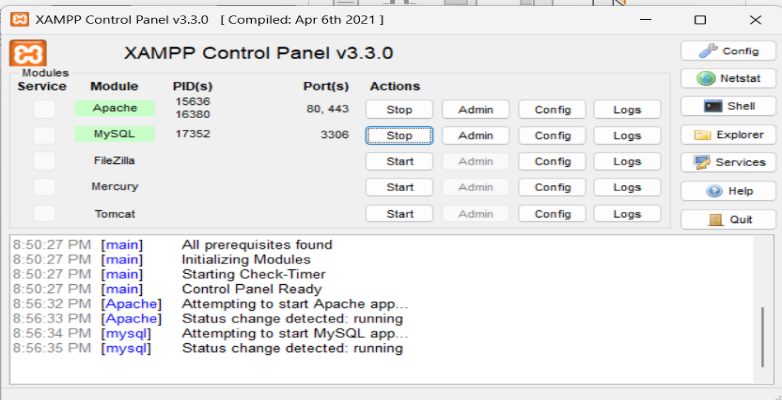 XAMPP Control Panel v3.3.0 [ Compiled: Apr 6th 2021 ]
XAMPP Control Panel v3.3.0
Config
Modules
Service Module PID(s) Port(s) Actions
Netstat
Apache 15636 16380 80, 443 Stop Admin Config Logs
Shell
MySQL 17352 3306 Stop Admin Config Logs
Explorer
FileZilla Start Admin Config Logs
Services
Mercury Start Admin Config Logs
Help
Tomcat Start Admin Config Logs
Quit
8:50:27 PM [main] All prerequisites found
8:50:27 PM [main] Initializing Modules
8:50:27 PM [main] Starting Check-Timer
8:50:27 PM [main] Control Panel Ready
8:56:32 PM [Apache] Attempting to start Apache app...
8:56:33 PM [Apache] Status change detected: running
8:56:34 PM [mysql] Attempting to start MySQL app...
8:56:35 PM [mysql] Status change detected: running